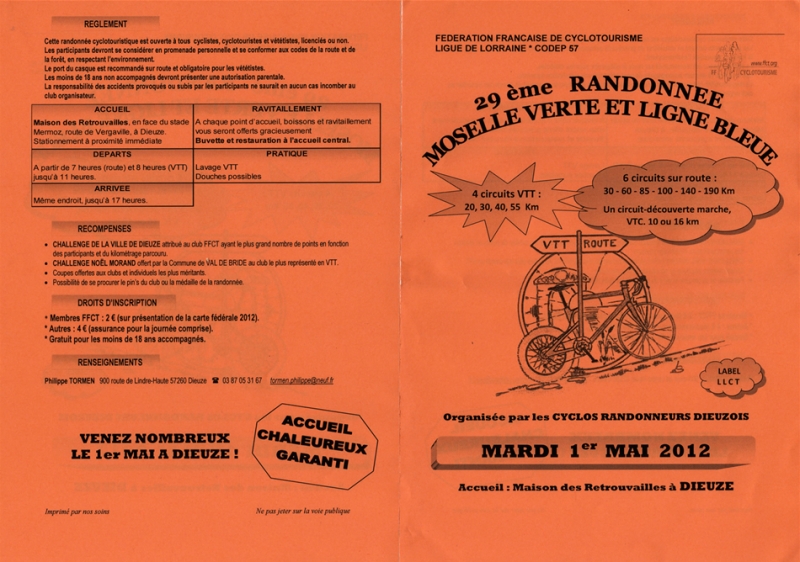 REGLEMENT
Cette randonnée cyclotouristique est ouverte à tous cyclistes, cyclotouristes et vététistes, licenciés ou non.
Les participants devront se considérer en promenade personnelle et se conformer aux codes de la route et de
la forêt, en respectant l'environnement.
Le port du casque est recommandé sur route et obligatoire pour les vététistes.
Les moins de 18 ans non accompagnés devront présenter une autorisation parentale.
La responsabilité des accidents provoqués ou subis par les participants ne saurait en aucun cas incomber au
club organisateur.
ACCUEIL
Maison des Retrouvailles, en face du stade
Mermoz, route de Vergaville, à Dieuze.
Stationnement à proximité immédiate
RAVITAILLEMENT
A chaque point d'accueil, boissons et ravitaillement
vous seront offerts gracieusement
Buvette et restauration à l'accueil central.
DEPARTS
A partir de 7 heures (route) et 8 heures (VTT)
jusqu'à 11 heures.
PRATIQUE
Lavage VTT
Douches possibles
ARRIVEE
Même endroit, jusqu'à 17 heures.
RECOMPENSES
• CHALLENGE DE LA VILLE DE DIEUZE attribué au club FFCT ayant le plus grand nombre de points en fonction
des participants et du kilométrage parcouru.
• CHALLENGE NOËL MORAND offert par la Commune de VAL DE BRIDE au club le plus représenté en VTT.
• Coupes offertes aux clubs et individuels les plus méritants.
• Possibilité de se procurer le pin's du club ou la médaille de la randonnée.
DROITS D'INSCRIPTION
* Membres FFCT : 2 € (sur présentation de la carte fédérale 2012).
* Autres : 4 € (assurance pour la journée comprise).
* Gratuit pour les moins de 18 ans accompagnés.
RENSEIGNEMENTS
Philippe TORMEN 900 route de Lindre-Haute 57260 Dieuze ☎ 03 87 05 31 67 tormen.philippe@neuf.fr
VENEZ NOMBREUX
LE 1er MAI A DIEUZE !
ACCUEIL
CHALEUREUX
GARANTI
Imprimé par nos soins
Ne pas jeter sur la voie publique
FEDERATION FRANCAISE DE CYCLOTOURISME
LIGUE DE LORRAINE * CODEP 57
www.ffct.org
FF CYCLOTOURISME
29 ème RANDONNEE
MOSELLE VERTE ET LIGNE BLEUE
4 circuits VTT :
20, 30, 40, 55 Km
6 circuits sur route :
30 - 60 - 85 - 100 - 140 - 190 Km
Un circuit-découverte marche,
VTC. 10 ou 16 km
VTT ROUTE
LABEL
L L C T
Organisée par les CYCLOS RANDONNEURS DIEUZOIS
MARDI 1er MAI 2012
Accueil : Maison des Retrouvailles à DIEUZE